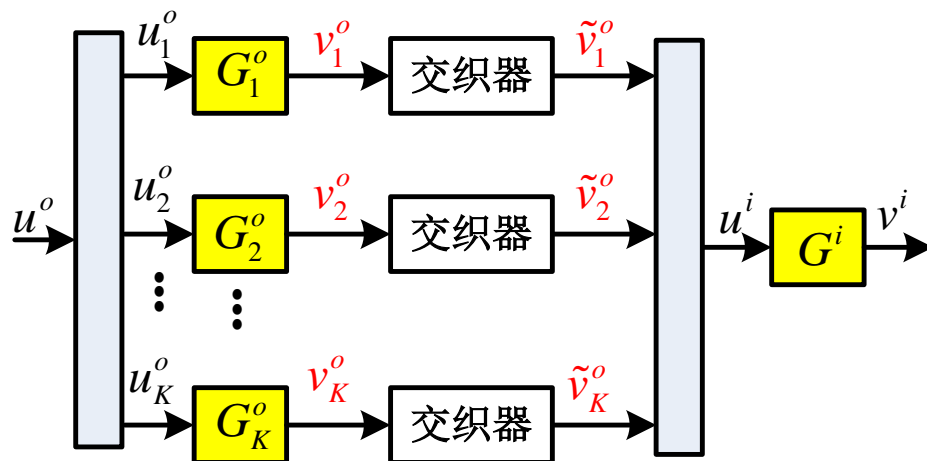 u^o
u_1^o G_1^o v_1^o 交织器 ṽ_1^o
u_2^o G_2^o v_2^o 交织器 ṽ_2^o
u_K^o G_K^o v_K^o 交织器 ṽ_K^o
u^i G^i v^i